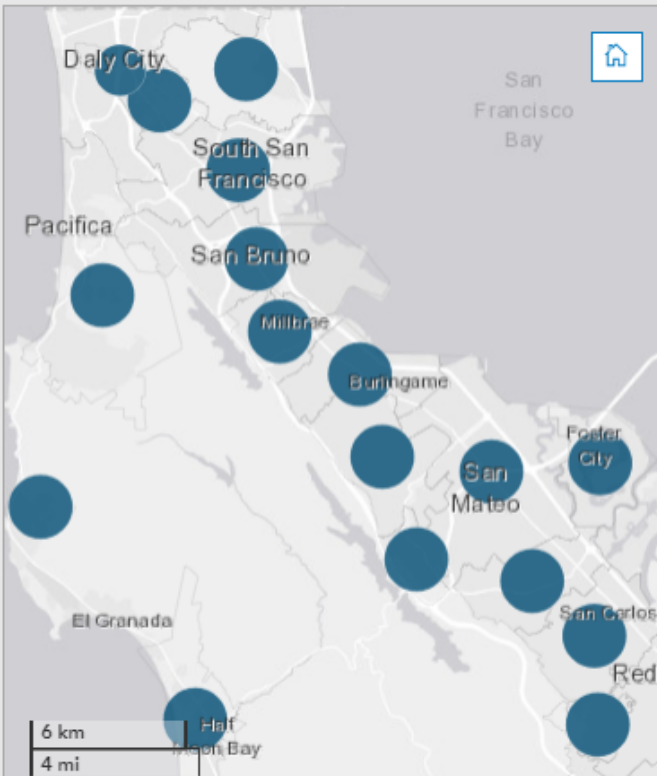 Daly City
San
Francisco
Bay
South San
Francisco
Pacifica
San Bruno
Millbrae
Burlingame
Foster
City
San
Mateo
San Carlos
El Granada
Red
Half
Moon Bay
6 km
4 mi